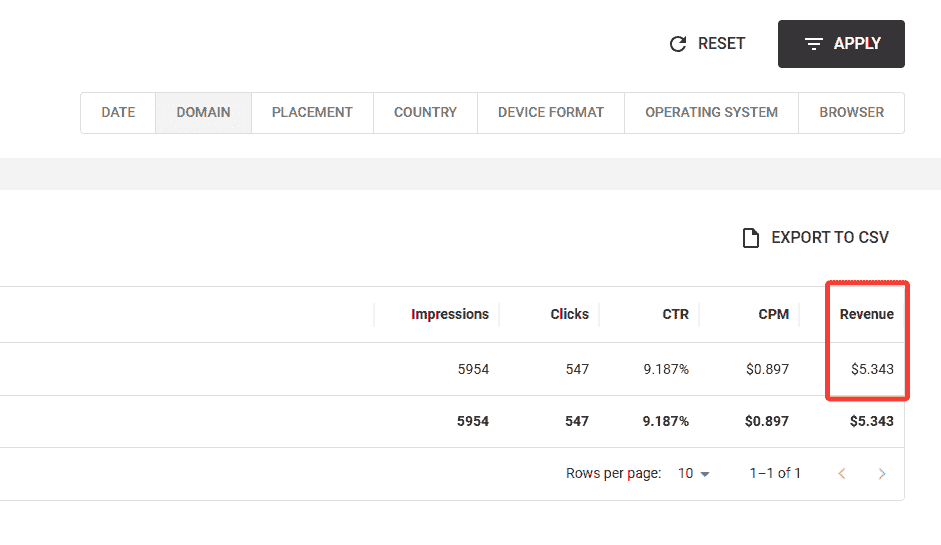 RESET APPLY
DATE DOMAIN PLACEMENT COUNTRY DEVICE FORMAT OPERATING SYSTEM BROWSER
EXPORT TO CSV
Impressions Clicks CTR CPM Revenue
5954 547 9.187% $0.897 $5.343
5954 547 9.187% $0.897 $5.343
Rows per page: 10 1–1 of 1